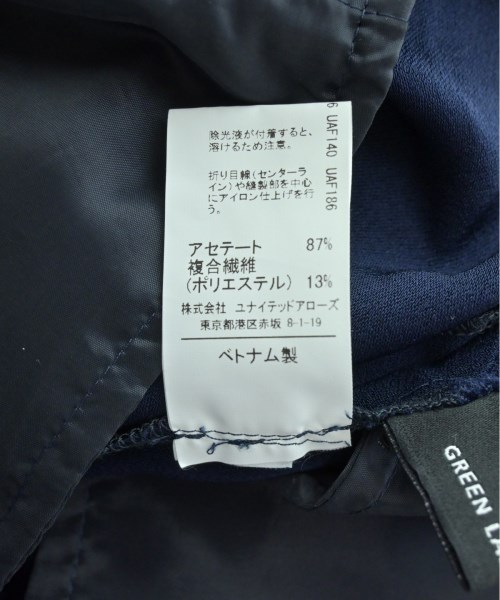 除光液が付着すると、
溶けるため注意。
折り目線(センターラ
イン)や縫製部を中心
にアイロン仕上げを行
う。
アセテート 87%
複合繊維
(ポリエステル) 13%
株式会社 ユナイテッドアローズ
東京都港区赤坂 8-1-19
ベトナム製
6 UAF140 UAF186
GREEN LA